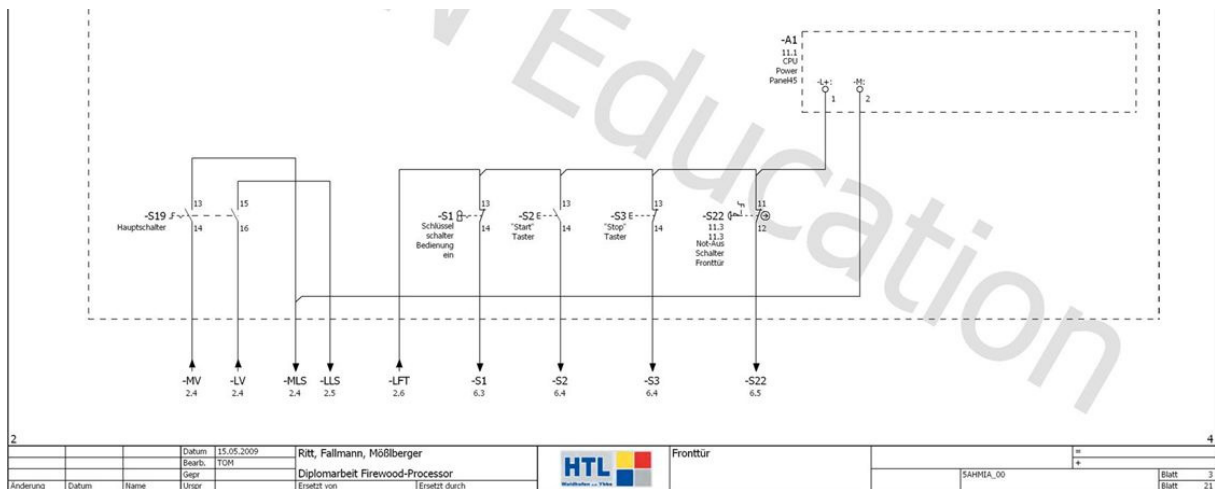 Education
-A1
11.1
CPU
Power
Panel45
-L+:
-M:
1
2
-S19
Hauptschalter
13
14
15
16
-S1
Schlüssel
schalter
Bedienung
ein
13
14
-S2
"Start"
Taster
13
14
-S3
"Stop"
Taster
13
14
-S22
11.3
11.3
Not-Aus
Schalter
Fronttür
11
12
-MV
2.4
-LV
2.4
-MLS
2.4
-LLS
2.5
-LFT
2.6
-S1
6.3
-S2
6.4
-S3
6.4
-S22
6.5
2
4
Datum 15.05.2009
Bearb. TOM
Gepr
Änderung Datum Name Urspr
Ritt, Fallmann, Mößlberger
Diplomarbeit Firewood-Processor
Ersetzt von Ersetzt durch
HTL
Fronttür
=
+
5AHMIA_00
Blatt 3
Blatt 21